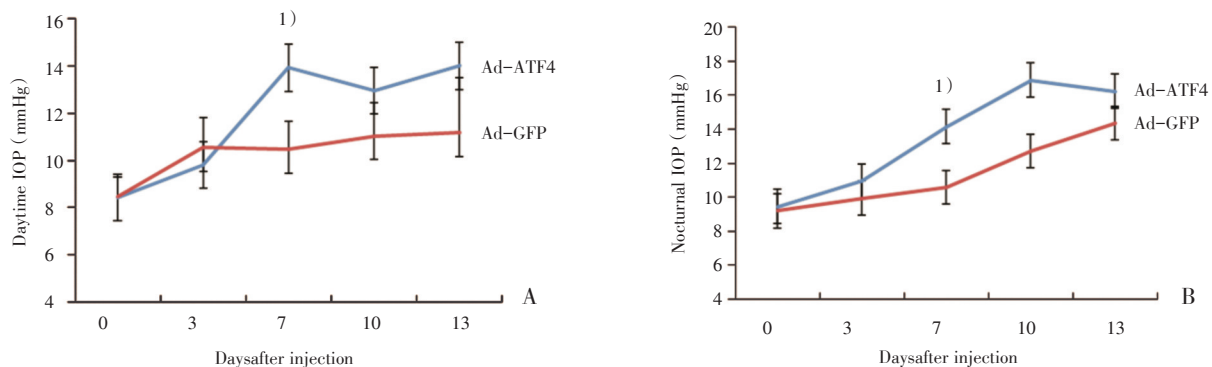 Daytime IOP (mmHg)
16
14
12
10
8
6
4
1)
Ad-ATF4
Ad-GFP
A
0 3 7 10 13
Daysafter injection
Nocturnal IOP (mmHg)
20
18
16
14
12
10
8
6
4
1)
Ad-ATF4
Ad-GFP
B
0 3 7 10 13
Daysafter injection